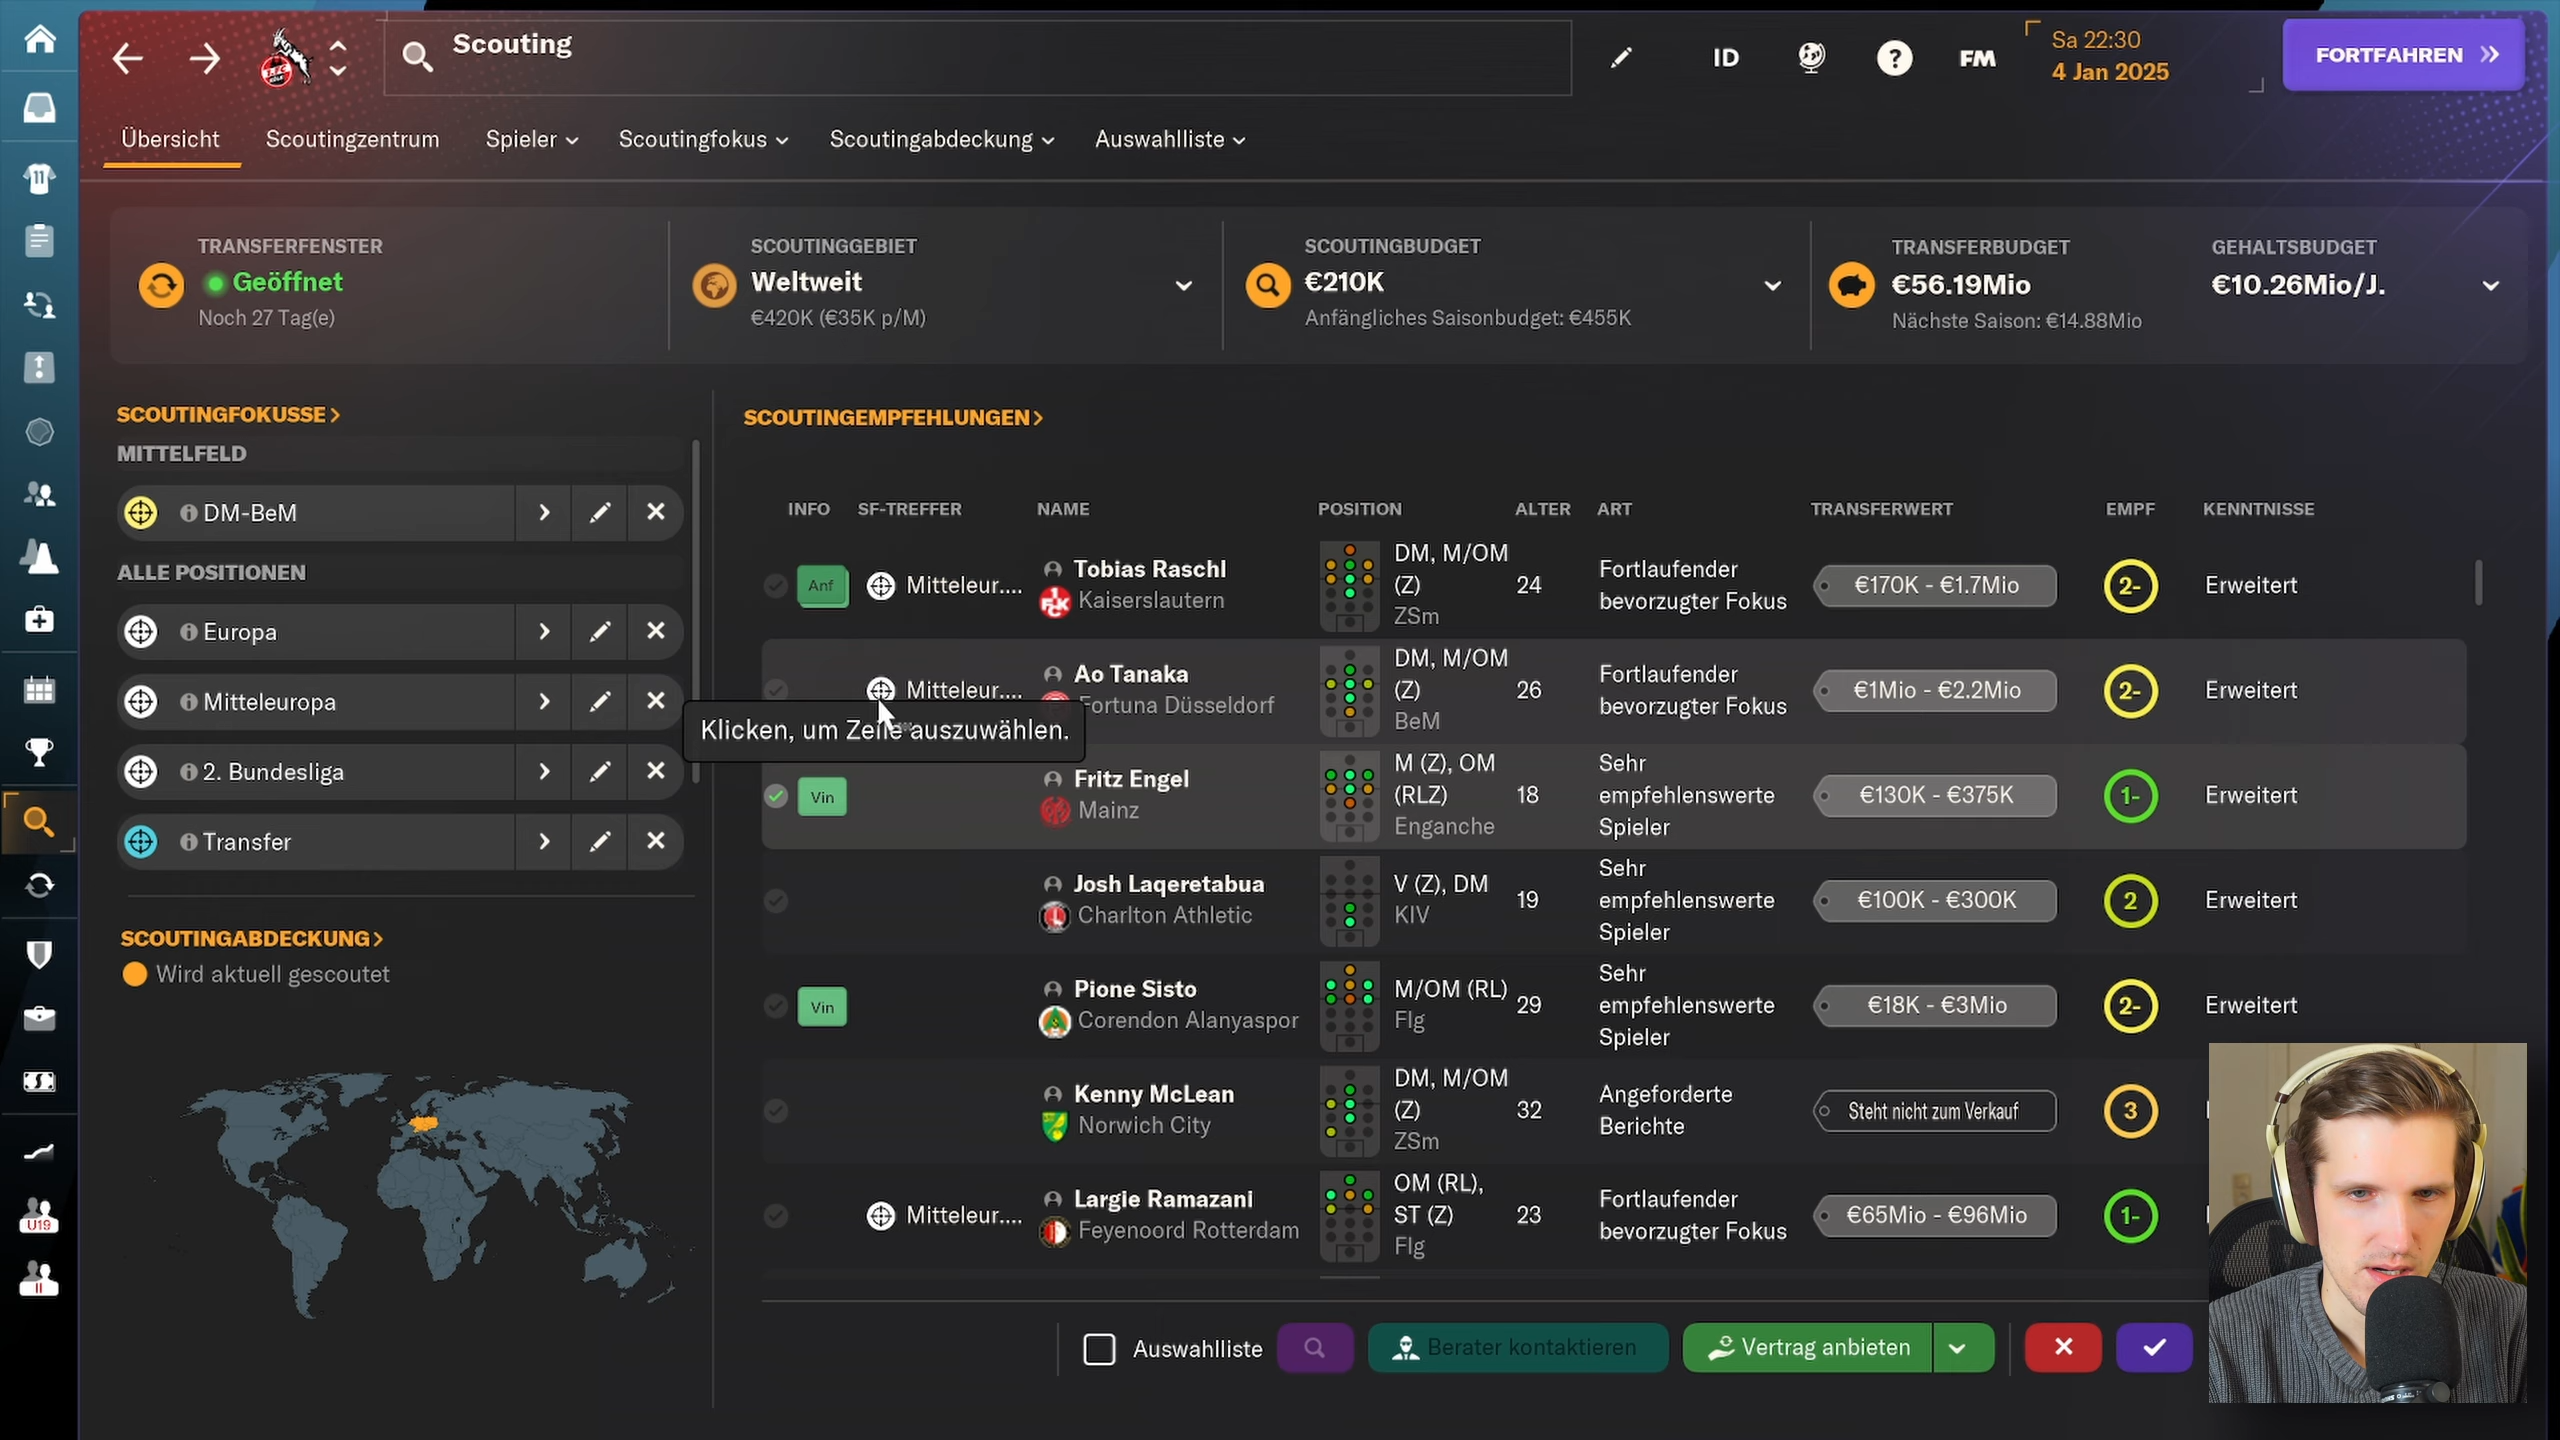 Scouting
ID
FM
Sa 22:30
4 Jan 2025
FORTFAHREN
Übersicht
Scoutingzentrum
Spieler
Scoutingfokus
Scoutingabdeckung
Auswahlliste
TRANSFERFENSTER
Geöffnet
Noch 27 Tag(e)
SCOUTINGGEBIET
Weltweit
€420K (€35K p/M)
SCOUTINGBUDGET
€210K
Anfängliches Saisonbudget: €455K
TRANSFERBUDGET
€56.19Mio
Nächste Saison: €14.88Mio
GEHALTSBUDGET
€10.26Mio/J.
SCOUTINGFOKUSSE >
MITTELFELD
DM-BeM
ALLE POSITIONEN
Europa
Mitteleuropa
2. Bundesliga
Transfer
SCOUTINGABDECKUNG >
Wird aktuell gescoutet
U19
II
SCOUTINGEMPFEHLUNGEN >
INFO SF-TREFFER NAME POSITION ALTER ART TRANSFERWERT EMPF KENNTNISSE
Anf
Mitteleur....
Tobias Raschl
Kaiserslautern
DM, M/OM
(Z)
ZSm
24
Fortlaufender
bevorzugter Fokus
€170K - €1.7Mio
2-
Erweitert
Mitteleur....
Ao Tanaka
Fortuna Düsseldorf
DM, M/OM
(Z)
BeM
26
Fortlaufender
bevorzugter Fokus
€1Mio - €2.2Mio
2-
Erweitert
Klicken, um Zeile auszuwählen.
Vin
Fritz Engel
Mainz
M (Z), OM
(RLZ)
Enganche
18
Sehr
empfehlenswerte
Spieler
€130K - €375K
1-
Erweitert
Josh Laqeretabua
Charlton Athletic
V (Z), DM
KIV
19
Sehr
empfehlenswerte
Spieler
€100K - €300K
2
Erweitert
Vin
Pione Sisto
Corendon Alanyaspor
M/OM (RL)
Flg
29
Sehr
empfehlenswerte
Spieler
€18K - €3Mio
2-
Erweitert
Kenny McLean
Norwich City
DM, M/OM
(Z)
ZSm
32
Angeforderte
Berichte
Steht nicht zum Verkauf
3
Mitteleur....
Largie Ramazani
Feyenoord Rotterdam
OM (RL),
ST (Z)
Flg
23
Fortlaufender
bevorzugter Fokus
€65Mio - €96Mio
1-
Auswahlliste
Berater kontaktieren
Vertrag anbieten